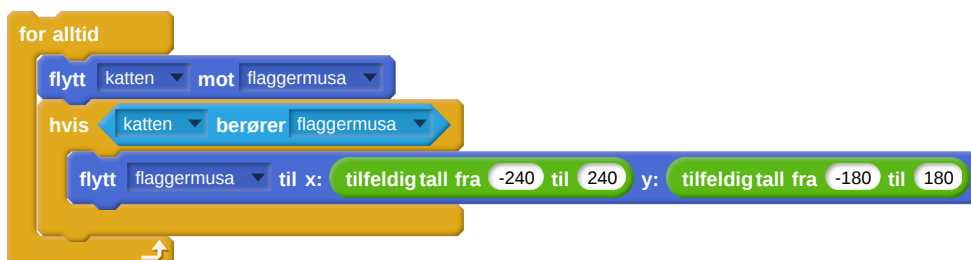 for alltid
flytt katten mot flaggermusa
hvis katten berører flaggermusa
flytt flaggermusa til x: tilfeldig tall fra -240 til 240 y: tilfeldig tall fra -180 til 180